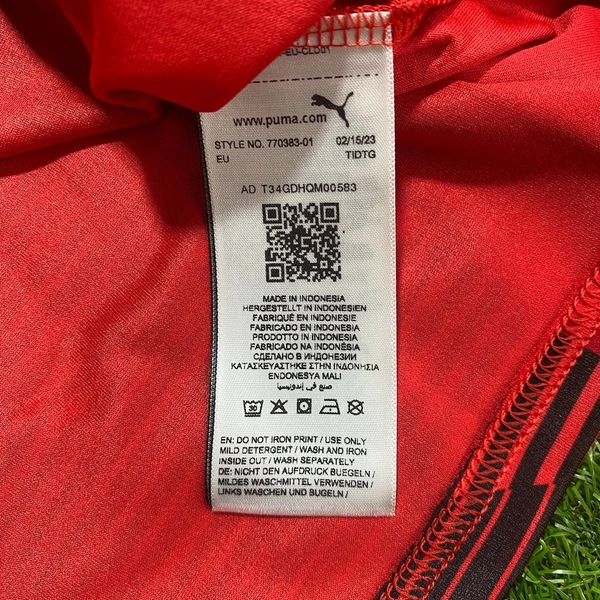 -EU-CLD01
www.puma.com
STYLE NO. 770383-01 02/15/23
EU TIDTG
AD T34GDHQM00583
MADE IN INDONESIA
HERGESTELLT IN INDONESIEN
FABRIQUÉ EN INDONESIE
FABRICADO EN INDONESIA
PRODOTTO IN INDONESIA
FABRICADO NA INDONÉSIA
СДЕЛАНО В ИНДОНЕЗИИ
ΚΑΤΑΣΚΕΥΑΣΤΗΚΕ ΣΤΗΝ ΙΝΔΟΝΗΣΙΑ
ENDONESYA MALI
صنع في إندونيسيا
30
EN: DO NOT IRON PRINT / USE ONLY
MILD DETERGENT / WASH AND IRON
INSIDE OUT / WASH SEPARATELY
DE: NICHT DEN AUFDRUCK BUEGELN /
MILDES WASCHMITTEL VERWENDEN /
LINKS WASCHEN UND BUGELN /